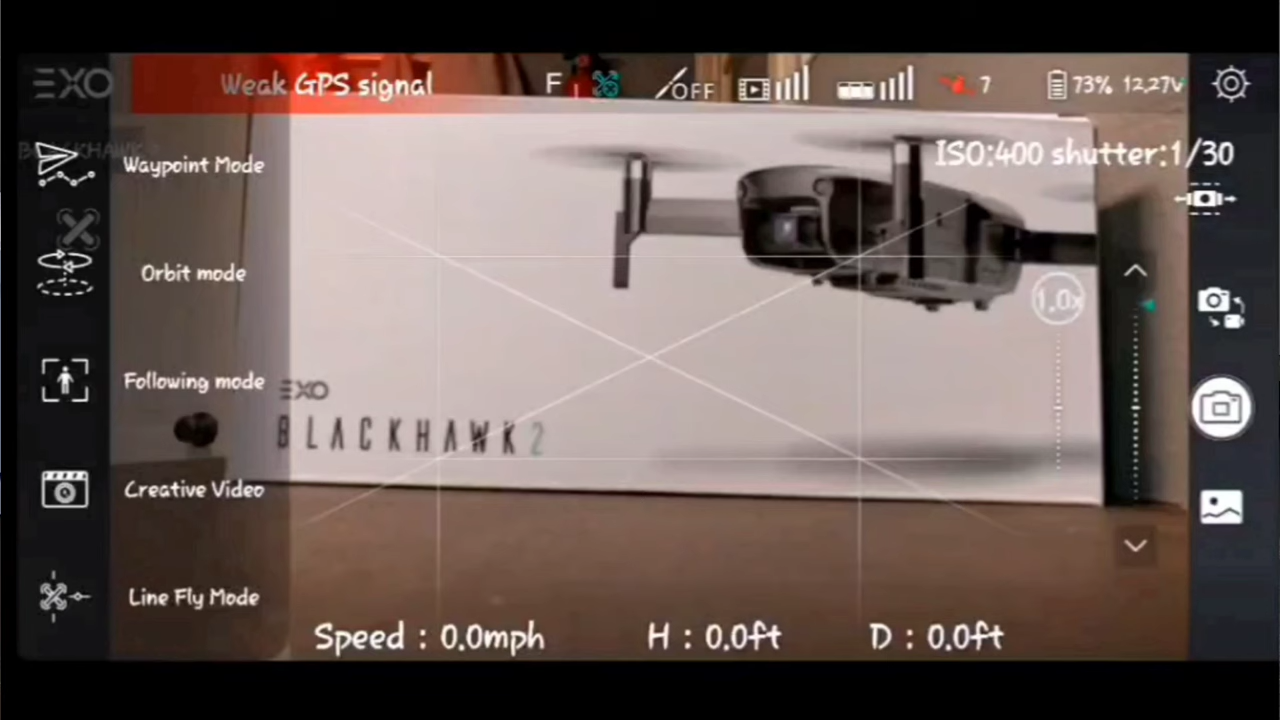 EXO
Weak GPS signal
F
OFF
7
73% 12.27v
BLACKHAWK
ISO:400 shutter:1/30
Waypoint Mode
Orbit mode
1.0x
Following mode
EXO
BLACKHAWK2
Creative Video
Line Fly Mode
Speed : 0.0mph
H : 0.0ft
D : 0.0ft